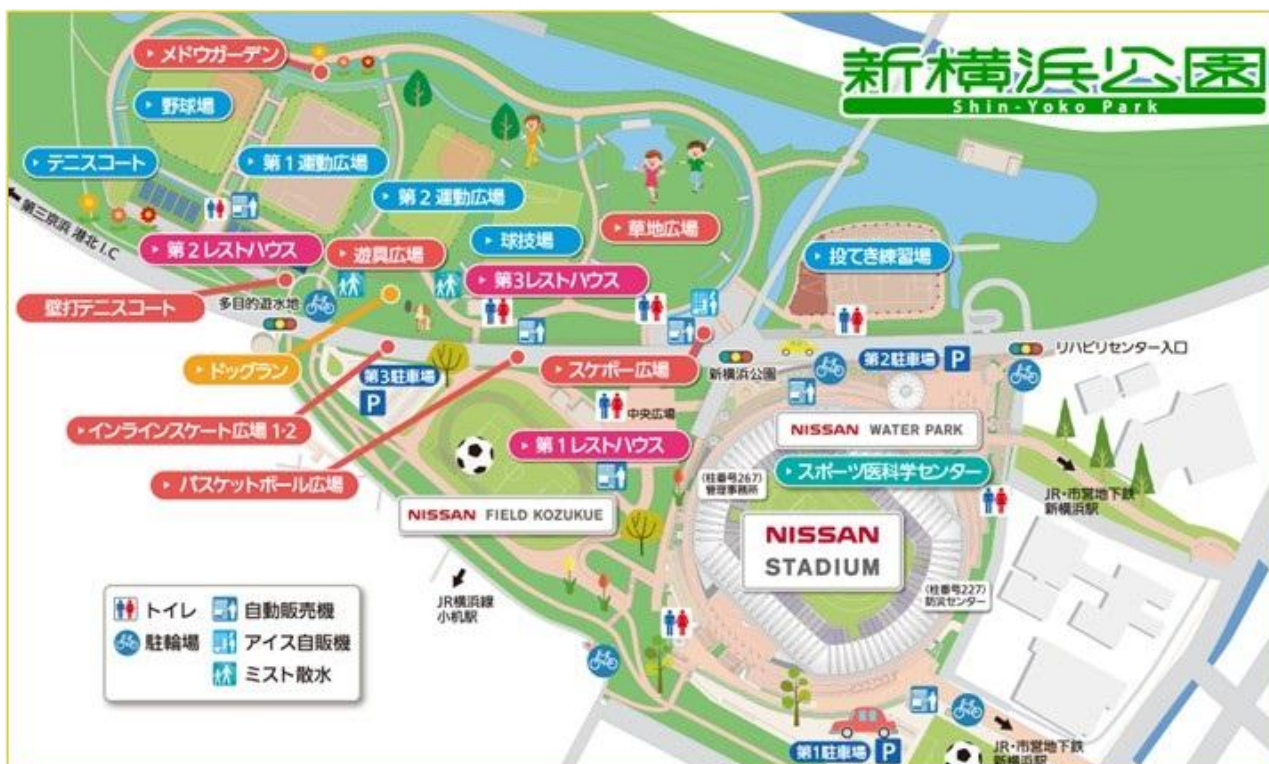 新横浜公園
Shin-Yoko Park
メドウガーデン
野球場
テニスコート
第1運動広場
第2運動広場
草地広場
第三京浜 港北 I.C
第2レストハウス
遊具広場
球技場
投てき練習場
第3レストハウス
壁打テニスコート
多目的遊水地
リハビリセンター入口
ドッグラン
第3駐車場
P
スケボー広場
新横浜公園
第2駐車場 P
中央広場
インラインスケート広場 1・2
第1レストハウス
NISSAN WATER PARK
スポーツ医科学センター
バスケットボール広場
(柱番号267)
管理事務所
JR・市営地下鉄
新横浜駅
NISSAN FIELD KOZUKUE
NISSAN
STADIUM
(柱番号227)
防災センター
JR横浜線
小机駅
トイレ
自動販売機
駐輪場
アイス自販機
ミスト散水
第1駐車場 P
JR・市営地下鉄
新横浜駅